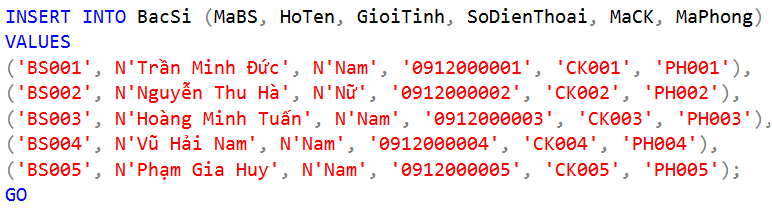 INSERT INTO BacSi (MaBS, HoTen, GioiTinh, SoDienThoai, MaCK, MaPhong)
VALUES
('BS001', N'Trần Minh Đức', N'Nam', '0912000001', 'CK001', 'PH001'),
('BS002', N'Nguyễn Thu Hà', N'Nữ', '0912000002', 'CK002', 'PH002'),
('BS003', N'Hoàng Minh Tuấn', N'Nam', '0912000003', 'CK003', 'PH003'),
('BS004', N'Vũ Hải Nam', N'Nam', '0912000004', 'CK004', 'PH004'),
('BS005', N'Phạm Gia Huy', N'Nam', '0912000005', 'CK005', 'PH005');
GO